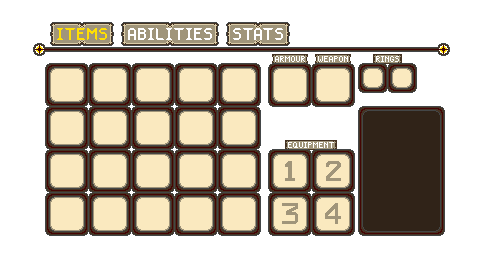 ITEMS ABILITIES STATS
ARMOUR WEAPON RINGS
EQUIPMENT
1 2
3 4